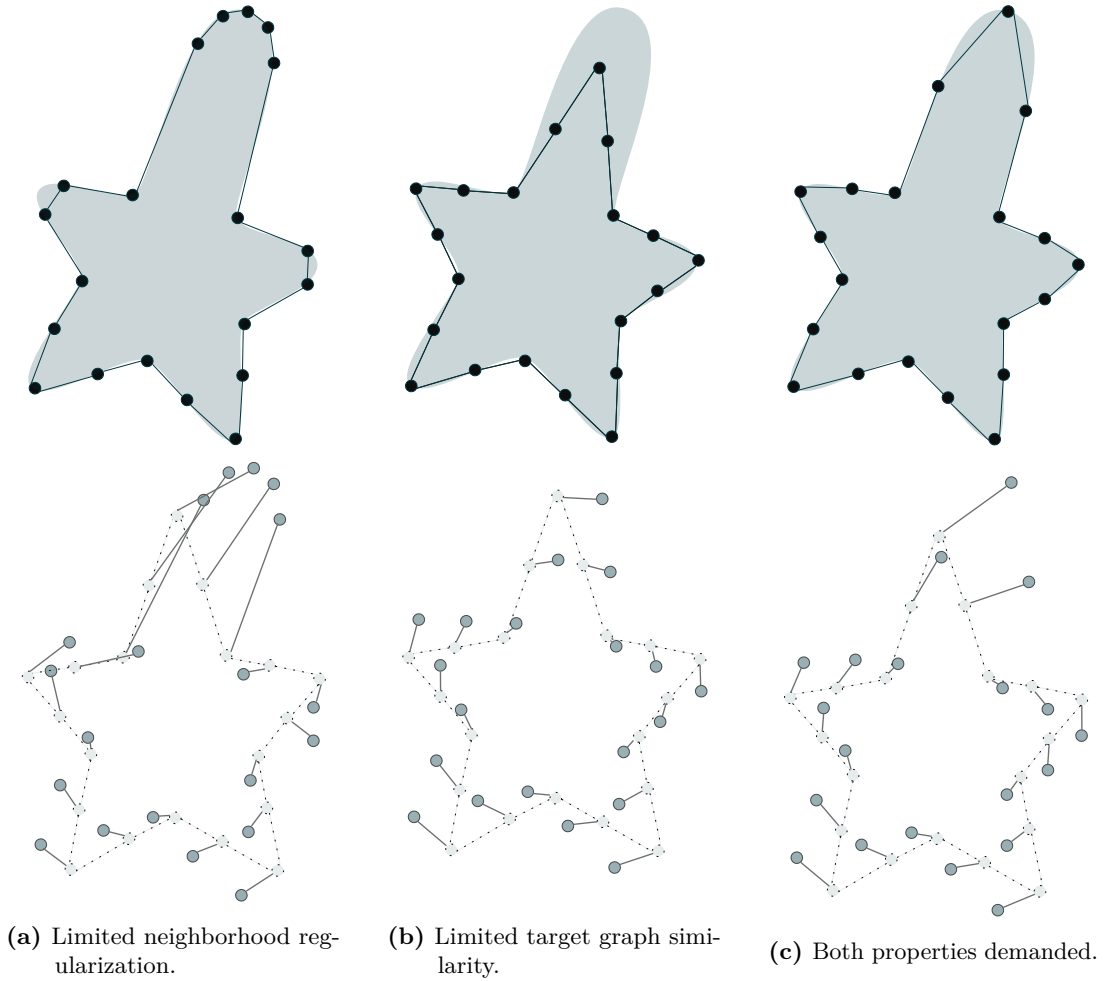 (a) Limited neighborhood reg-
ularization.
(b) Limited target graph simi-
larity.
(c) Both properties demanded.